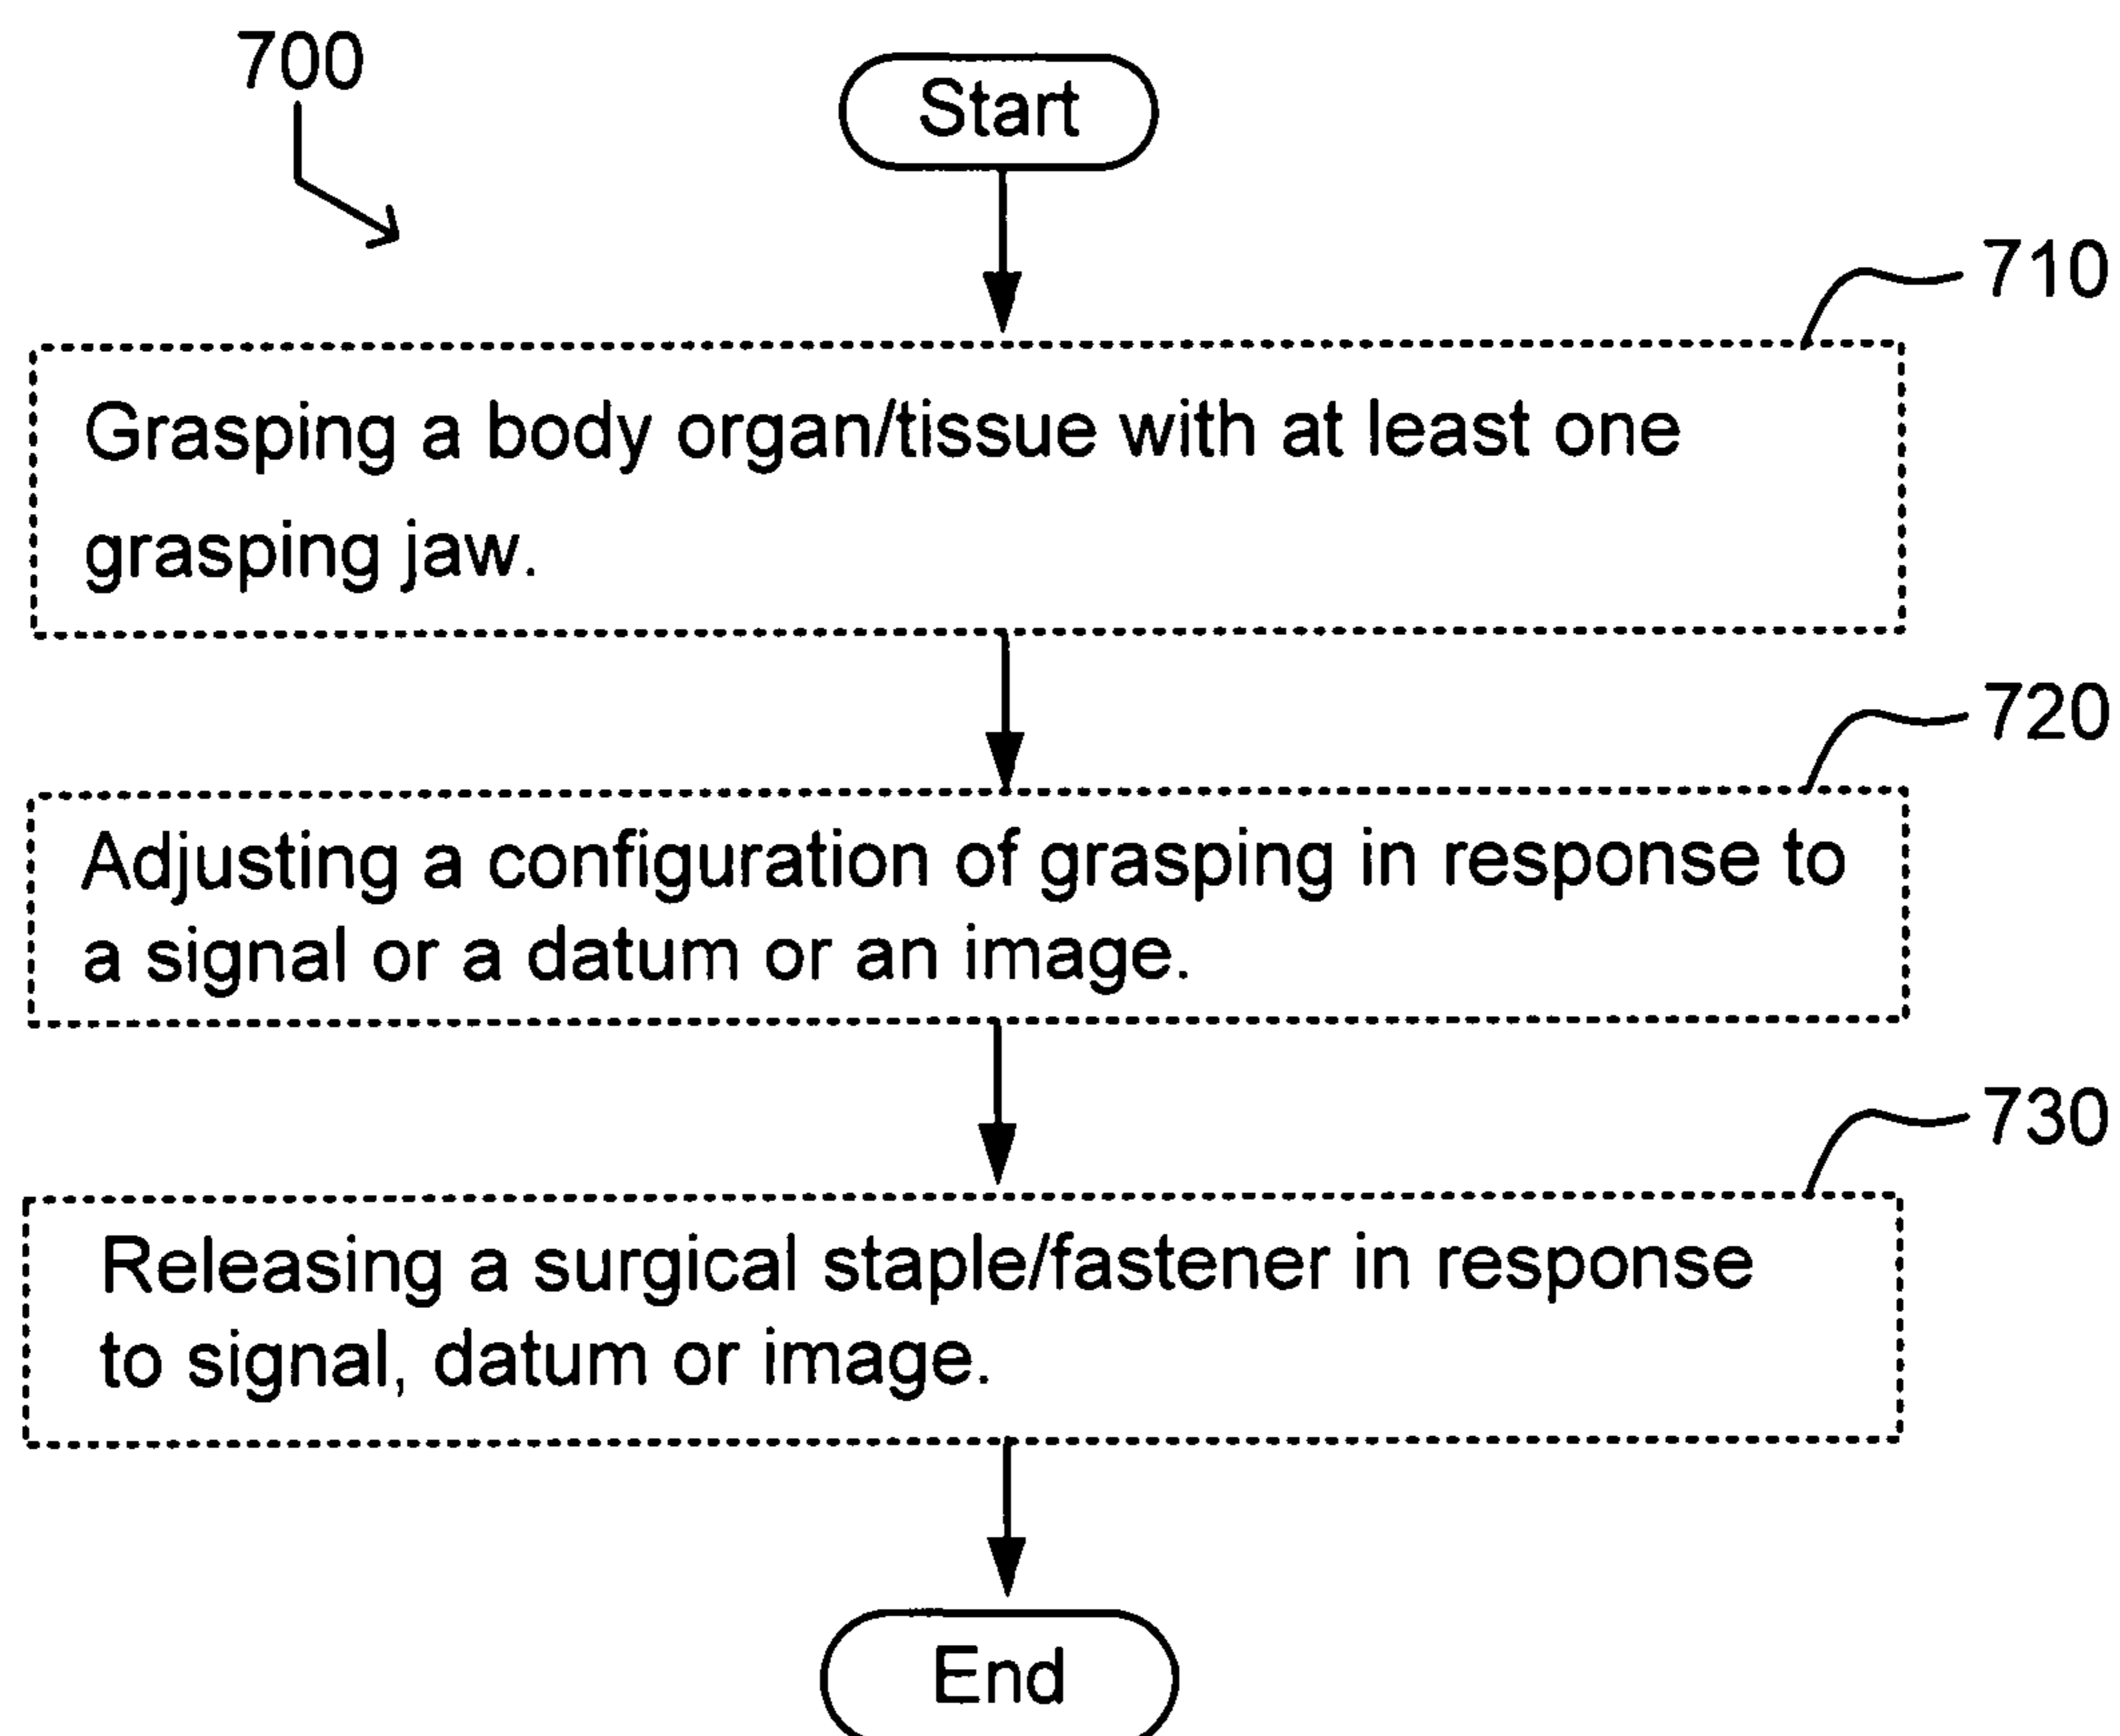 700
Start
710
Grasping a body organ/tissue with at least one
grasping jaw.
720
Adjusting a configuration of grasping in response to
a signal or a datum or an image.
730
Releasing a surgical staple/fastener in response
to signal, datum or image.
End